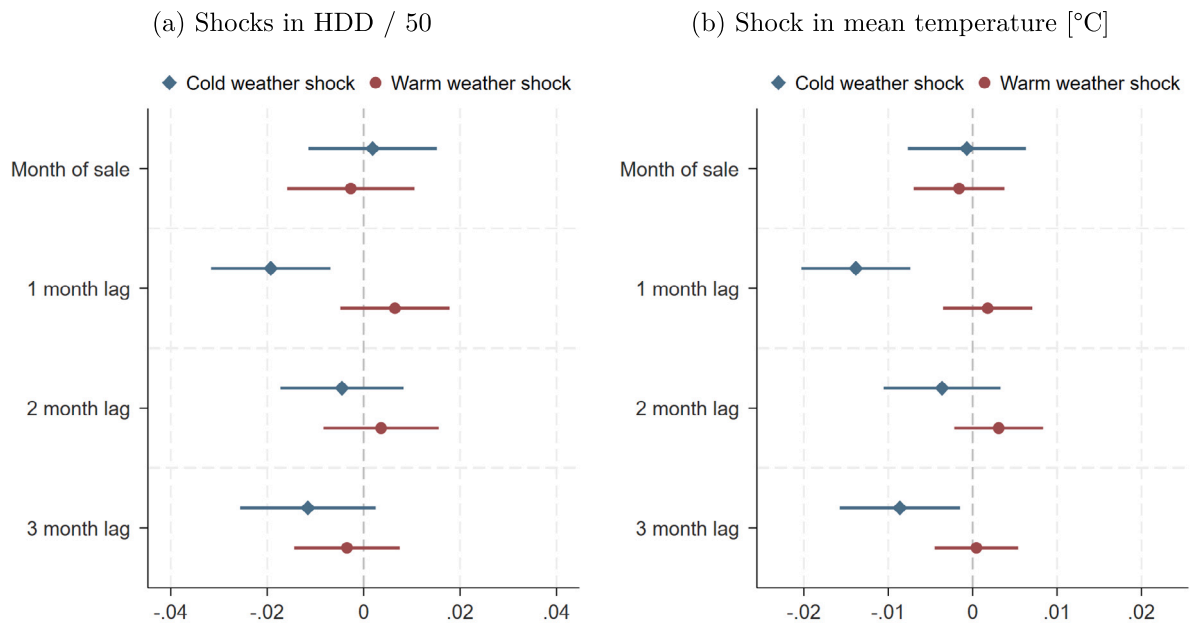 (a) Shocks in HDD / 50
Cold weather shock Warm weather shock
Month of sale
1 month lag
2 month lag
3 month lag
-.04 -.02 0 .02 .04
(b) Shock in mean temperature [°C]
Cold weather shock Warm weather shock
Month of sale
1 month lag
2 month lag
3 month lag
-.02 -.01 0 .01 .02